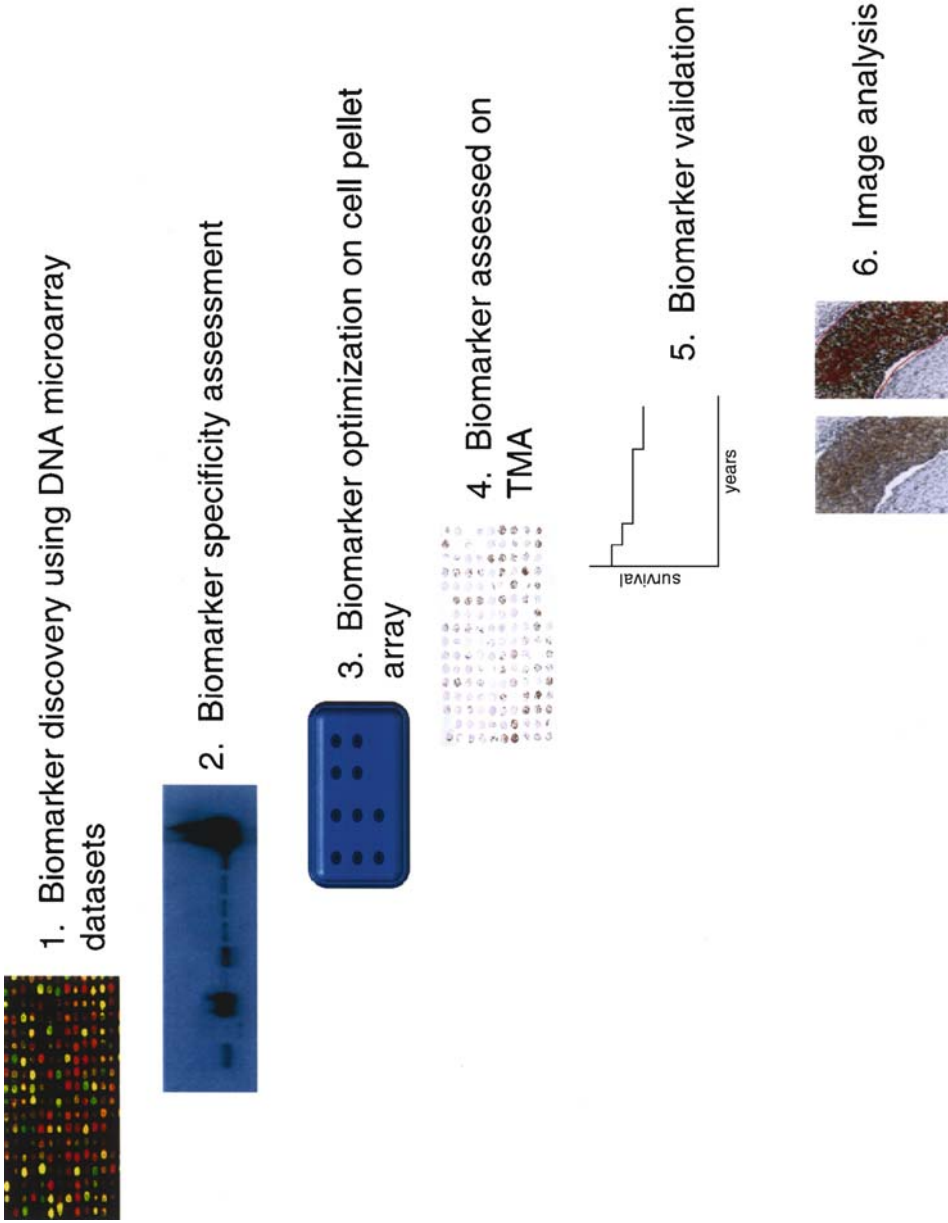 1. Biomarker discovery using DNA microarray
datasets
2. Biomarker specificity assessment
3. Biomarker optimization on cell pellet
array
4. Biomarker assessed on
TMA
survival
years
5. Biomarker validation
6. Image analysis